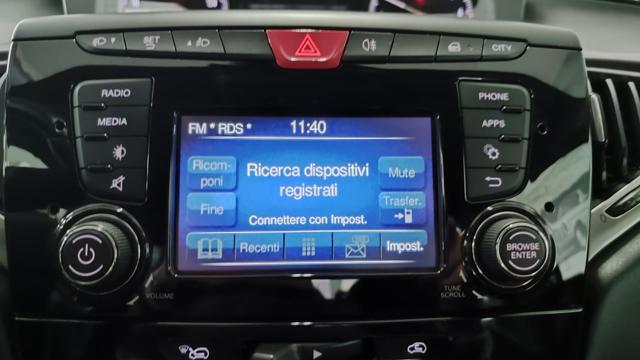 SET
CITY
RADIO
MEDIA
PHONE
APPS
FM * RDS * 11:40
Ricom-
poni
Ricerca dispositivi
registrati
Mute
Fine
Trasfer.
Connettere con Impost.
Recenti
Impost.
BROWSE
ENTER
VOLUME
TUNE
SCROLL